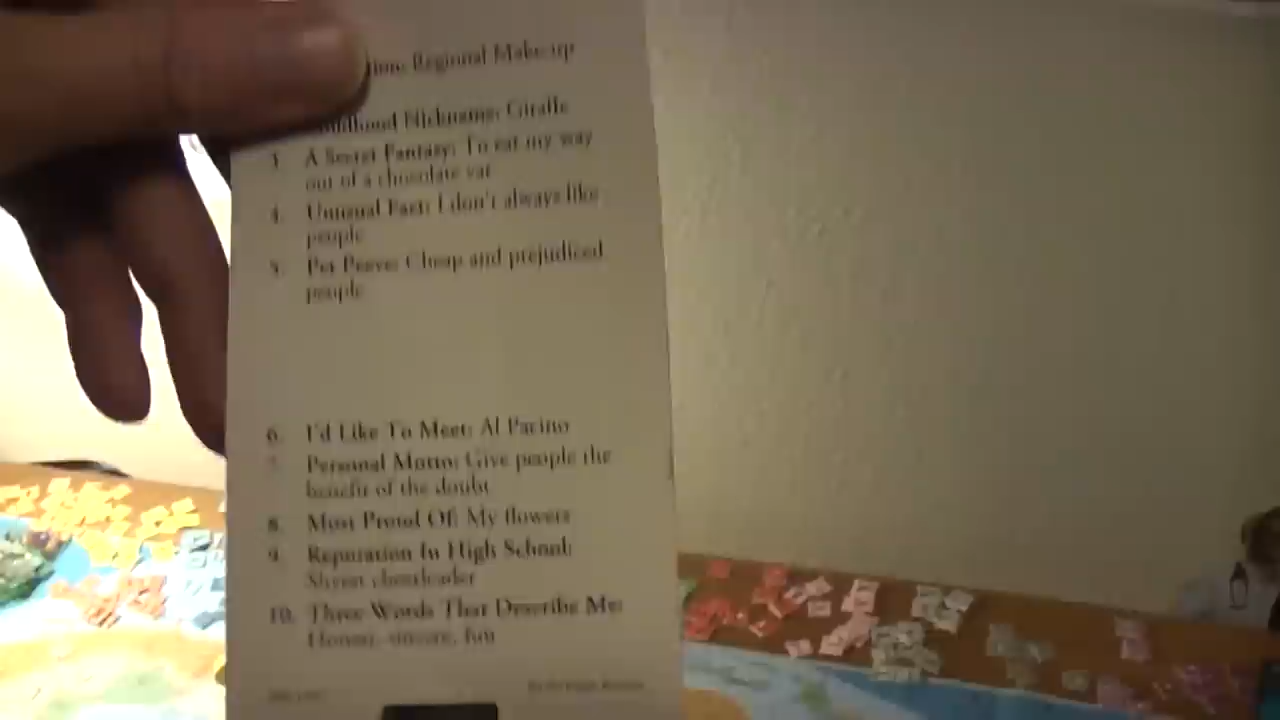 Regional Make-up
Childhood Nickname: Giraffe
3. A Secret Fantasy: To eat my way
out of a chocolate vat
4. Unusual Fact: I don't always like
people
5. Pet Peeve: Cheap and prejudiced
people
6. I'd Like To Meet: Al Pacino
7. Personal Motto: Give people the
benefit of the doubt
8. Most Proud Of: My flowers
9. Reputation In High School:
cheerleader
10. Three Words That Describe Me:
Honest, sincere, fun